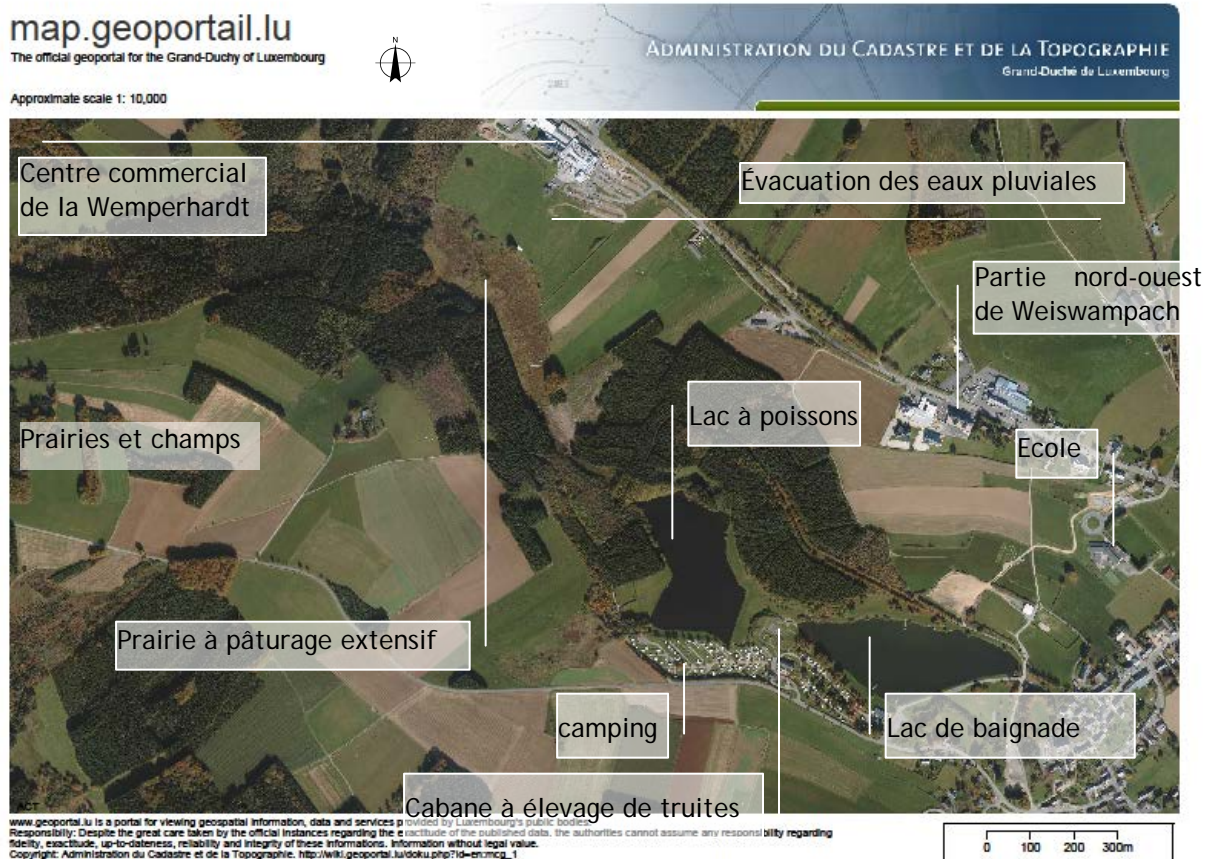 map.geoportail.lu
The official geoportal for the Grand-Duchy of Luxembourg
N
Approximate scale 1: 10,000
ADMINISTRATION DU CADASTRE ET DE LA TOPOGRAPHIE
Grand-Duché de Luxembourg
Centre commercial
de la Wemperhardt
Évacuation des eaux pluviales
Partie nord-ouest
de Weiswampach
Lac à poissons
Prairies et champs
Ecole
Prairie à pâturage extensif
camping
Lac de baignade
Cabane à élevage de truites
ACT
www.geoportal.lu is a portal for viewing geospatial information, data and services provided by Luxembourg's public bodies.
Responsibility: Despite the great care taken by the official instances regarding the exactitude of the published data, the authorities cannot assume any responsibility regarding
fidelity, exactitude, up-to-dateness, reliability and integrity of these informations. Information without legal value.
Copyright: Administration du Cadastre et de la Topographie. http://wiki.geoportal.lu/doku.php?id=en:mcg_1
0 100 200 300m